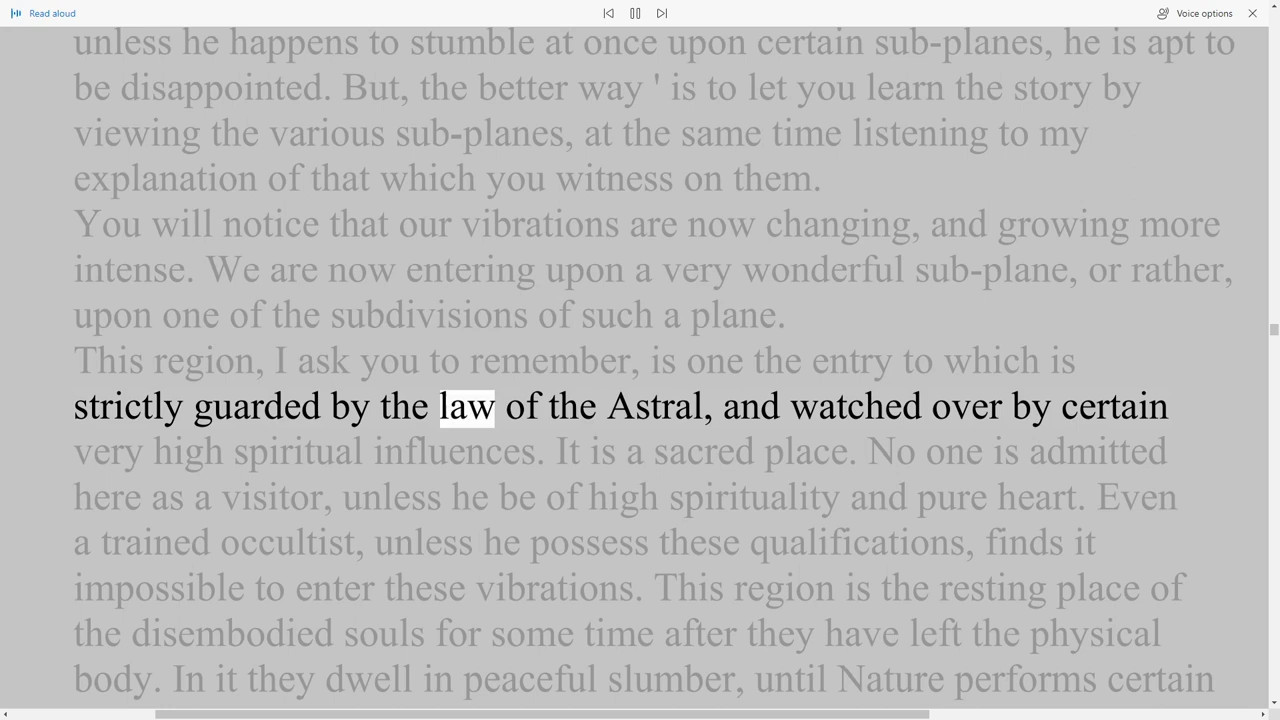 Read aloud
Voice options
unless he happens to stumble at once upon certain sub-planes, he is apt to
be disappointed. But, the better way ' is to let you learn the story by
viewing the various sub-planes, at the same time listening to my
explanation of that which you witness on them.
You will notice that our vibrations are now changing, and growing more
intense. We are now entering upon a very wonderful sub-plane, or rather,
upon one of the subdivisions of such a plane.
This region, I ask you to remember, is one the entry to which is
strictly guarded by the law of the Astral, and watched over by certain
very high spiritual influences. It is a sacred place. No one is admitted
here as a visitor, unless he be of high spirituality and pure heart. Even
a trained occultist, unless he possess these qualifications, finds it
impossible to enter these vibrations. This region is the resting place of
the disembodied souls for some time after they have left the physical
body. In it they dwell in peaceful slumber, until Nature performs certain